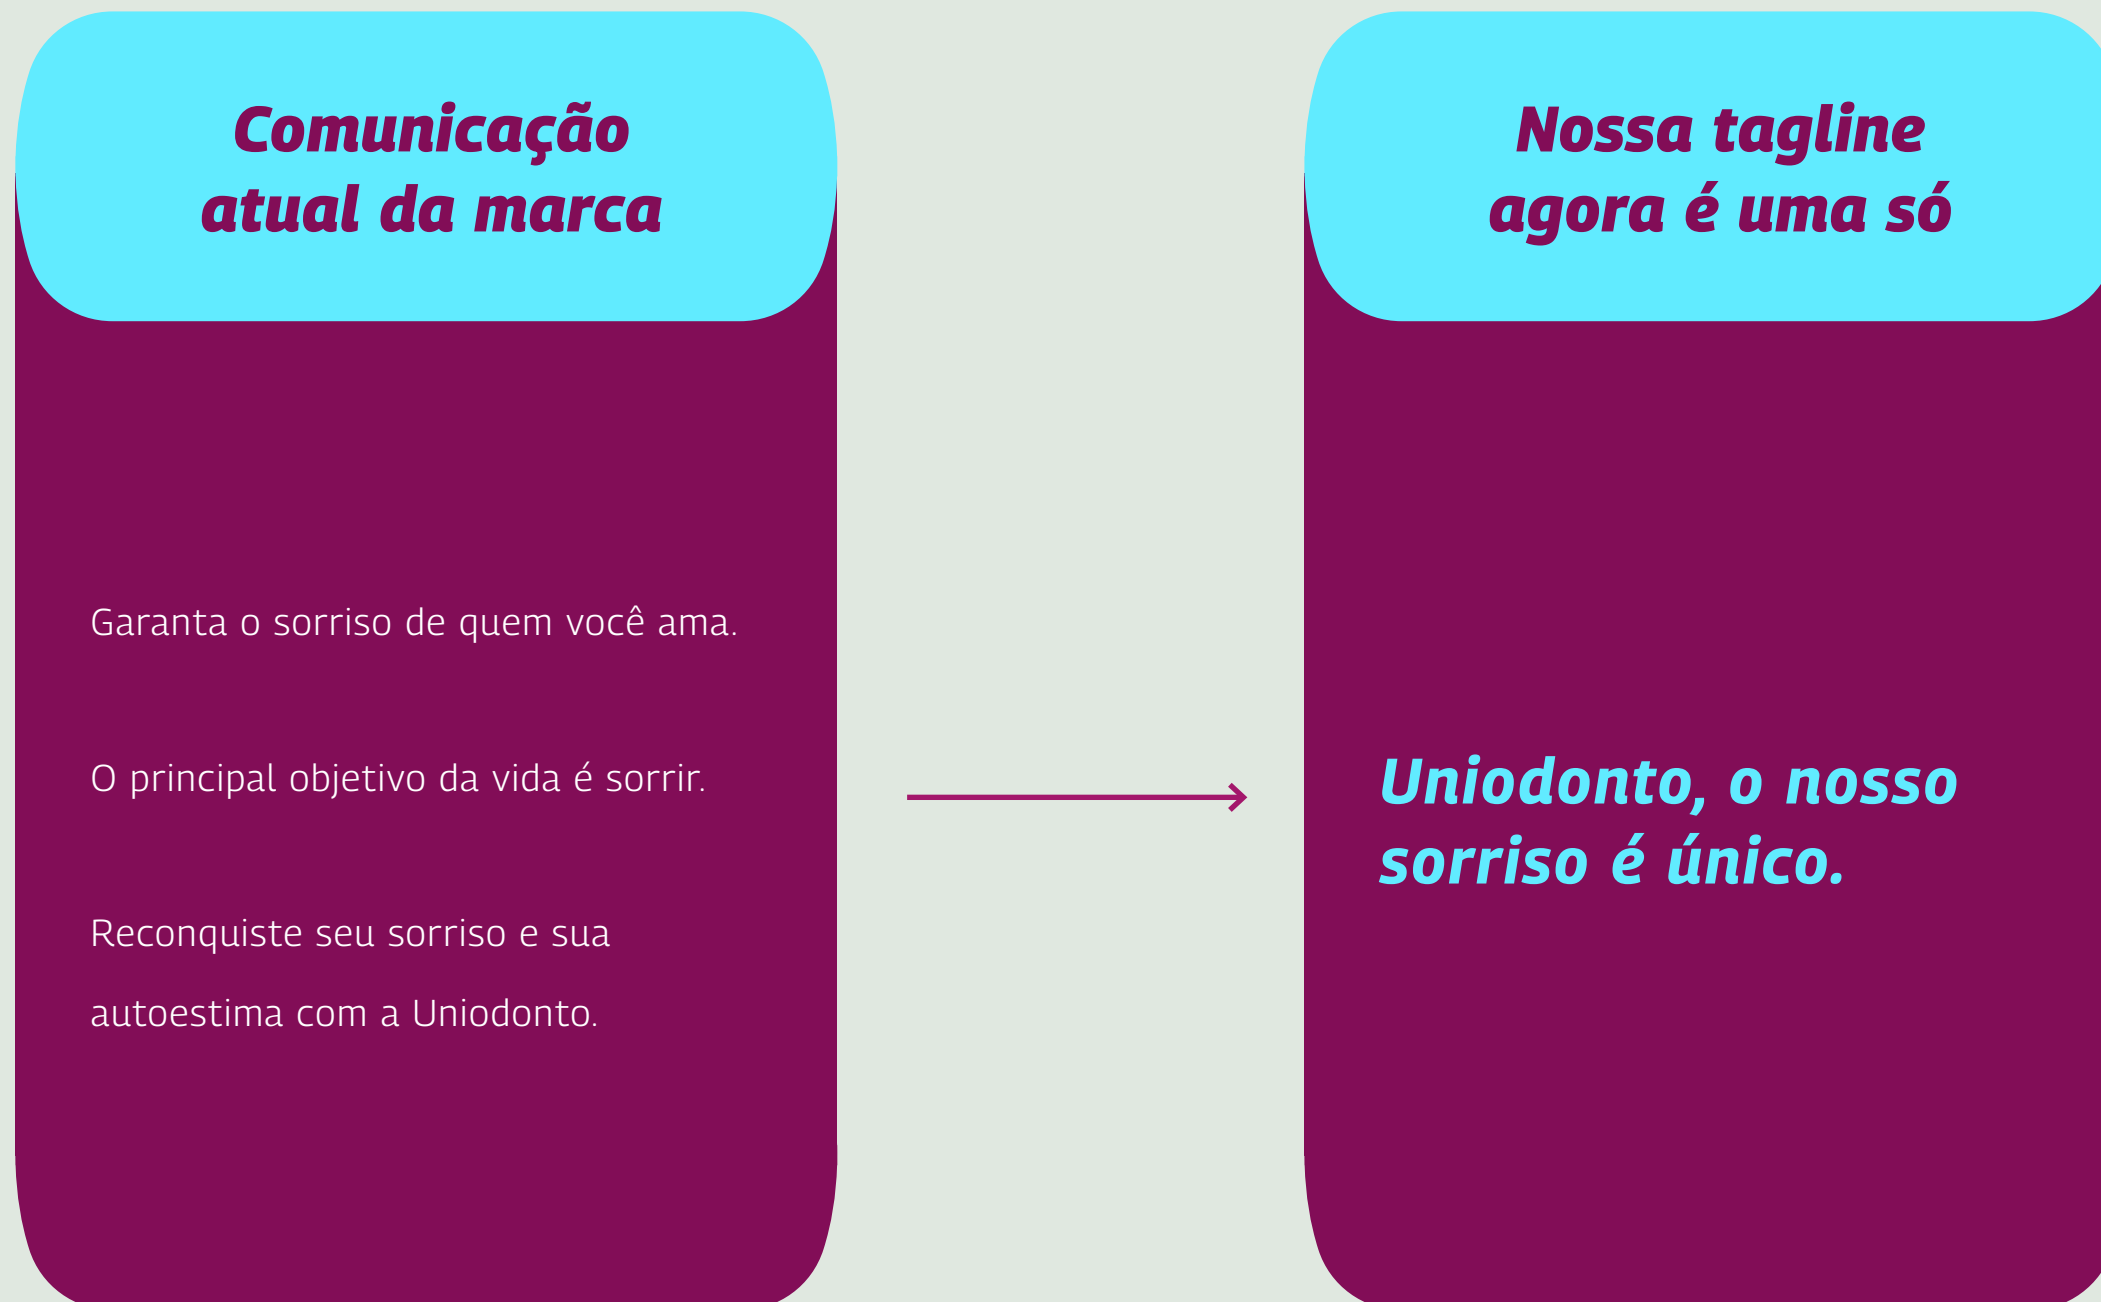 Comunicação
atual da marca
Garanta o sorriso de quem você ama.
O principal objetivo da vida é sorrir.
Reconquiste seu sorriso e sua
autoestima com a Uniodonto.
Nossa tagline
agora é uma só
Uniodonto, o nosso
sorriso é único.